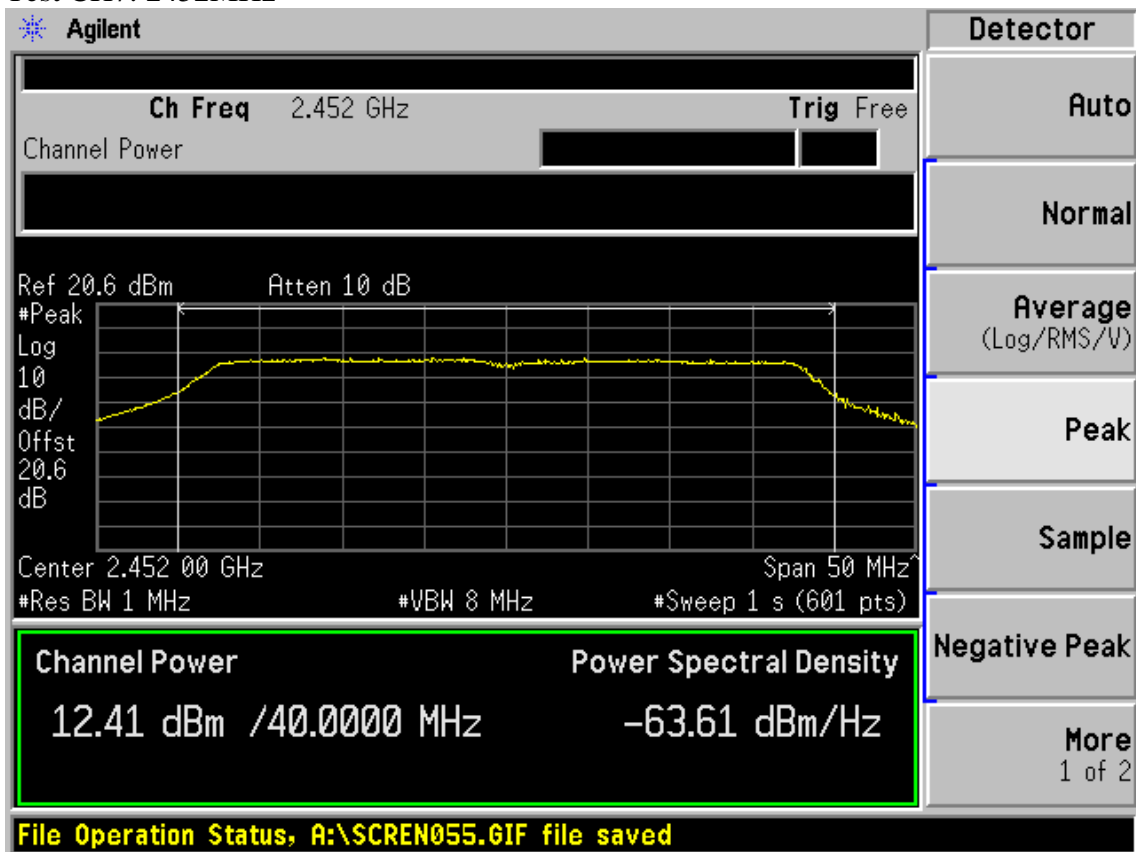 Agilent
Detector
Ch Freq 2.452 GHz Trig Free
Channel Power
Auto
Normal
Average
(Log/RMS/V)
Peak
Sample
Negative Peak
More
1 of 2
Ref 20.6 dBm Atten 10 dB
#Peak
Log
10
dB/
Offst
20.6
dB
Center 2.452 00 GHz Span 50 MHz^
#Res BW 1 MHz #VBW 8 MHz #Sweep 1 s (601 pts)
Channel Power Power Spectral Density
12.41 dBm /40.0000 MHz -63.61 dBm/Hz
File Operation Status, A:\SCREN055.GIF file saved